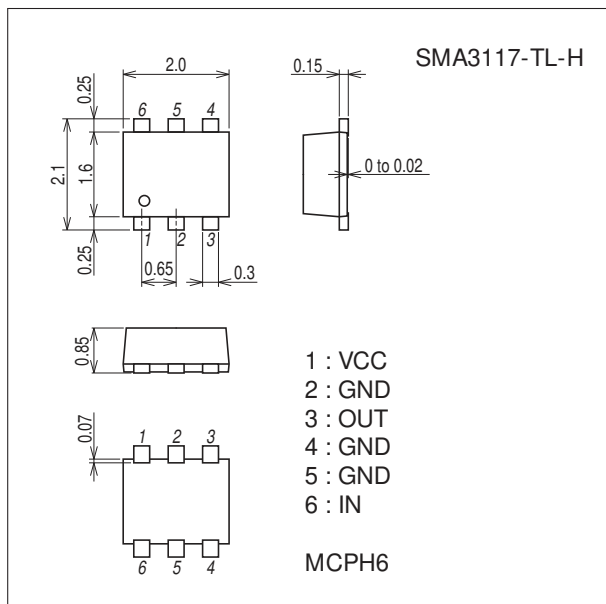 SMA3117-TL-H
2.0
0.15
0.25
6 5 4
2.1
1.6
0 to 0.02
1 2 3
0.25
0.65
0.3
0.85
1 : VCC
2 : GND
3 : OUT
4 : GND
5 : GND
6 : IN
0.07
1 2 3
6 5 4
MCPH6